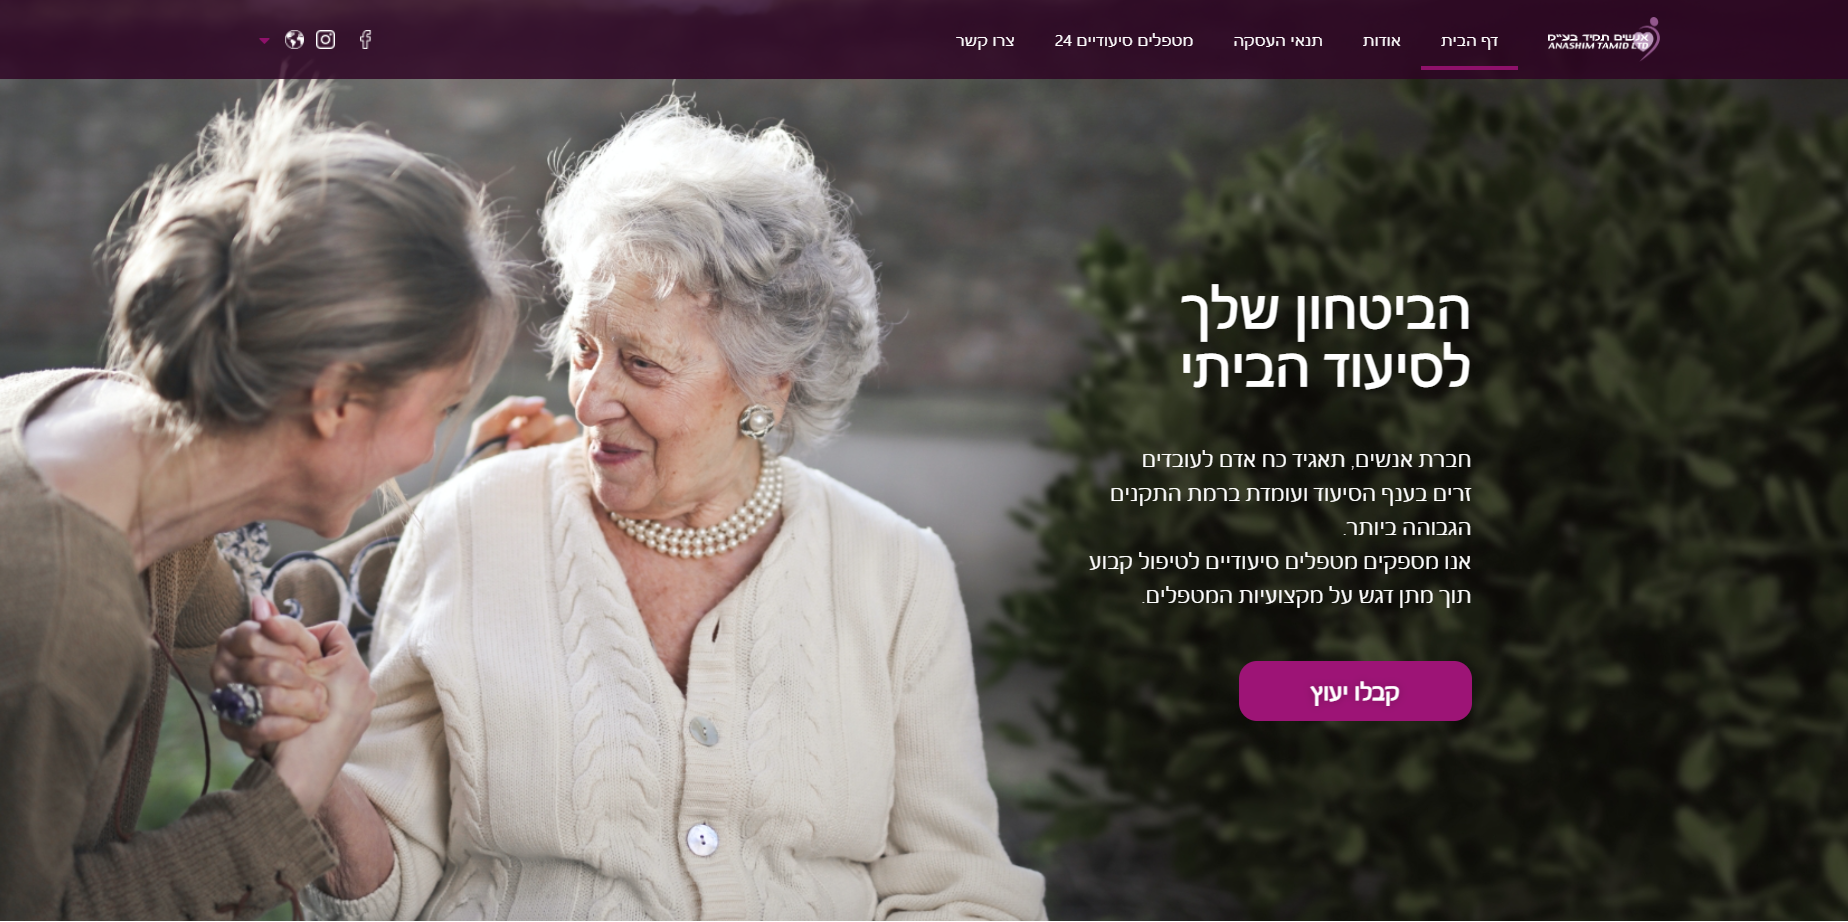 אנשים תמיד בע״מ
ANASHIM TAMID LTD
דף הבית
אודות
תנאי העסקה
מטפלים סיעודיים 24
צרו קשר
הביטחון שלך
לסיעוד הביתי
חברת אנשים, תאגיד כח אדם לעובדים
זרים בענף הסיעוד ועומדת ברמת התקנים
הגבוהה ביותר.
אנו מספקים מטפלים סיעודיים לטיפול קבוע
תוך מתן דגש על מקצועיות המטפלים.
קבלו יעוץ